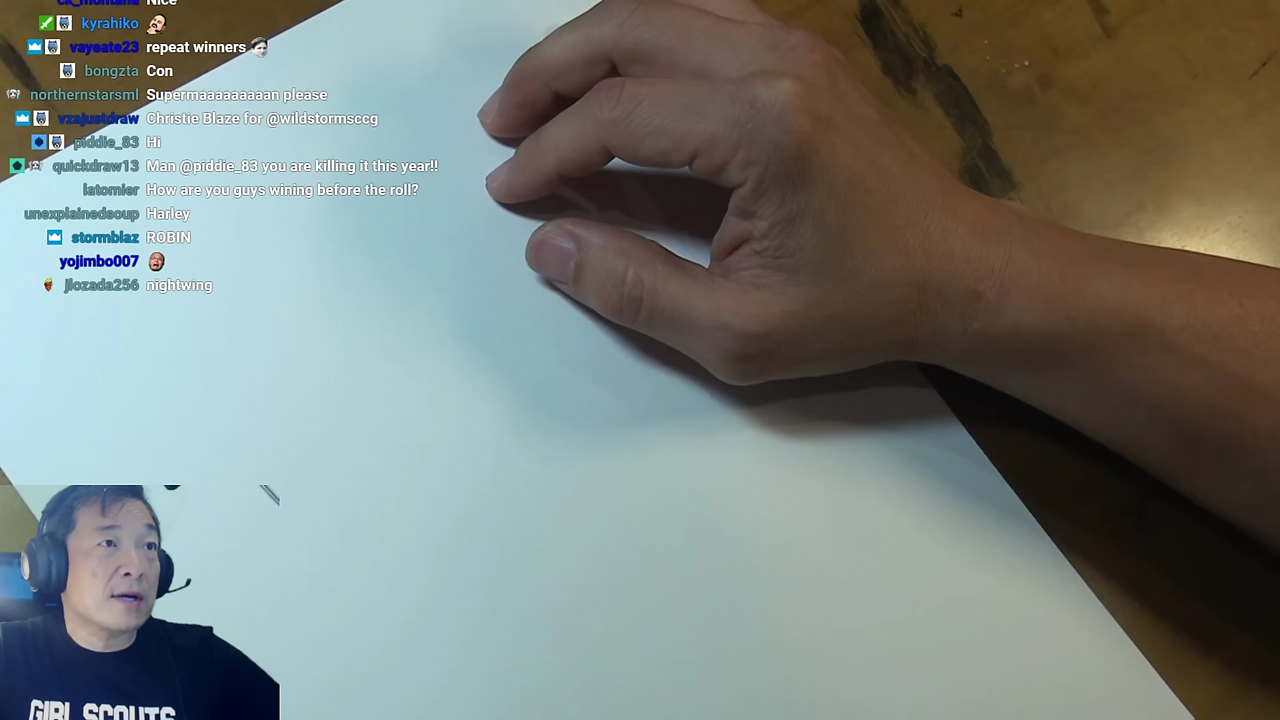 ck_montana Nice
kyrahiko
vayeate23 repeat winners
bongzta Con
northernstarsml Supermaaaaaaaaan please
vzajustdraw Christie Blaze for @wildstormsccg
piddie_83 Hi
quickdraw13 Man @piddie_83 you are killing it this year!!
latomier How are you guys wining before the roll?
unexplainedsoup Harley
stormblaz ROBIN
yojimbo007
jlozada256 nightwing
GIRL SCOUTS